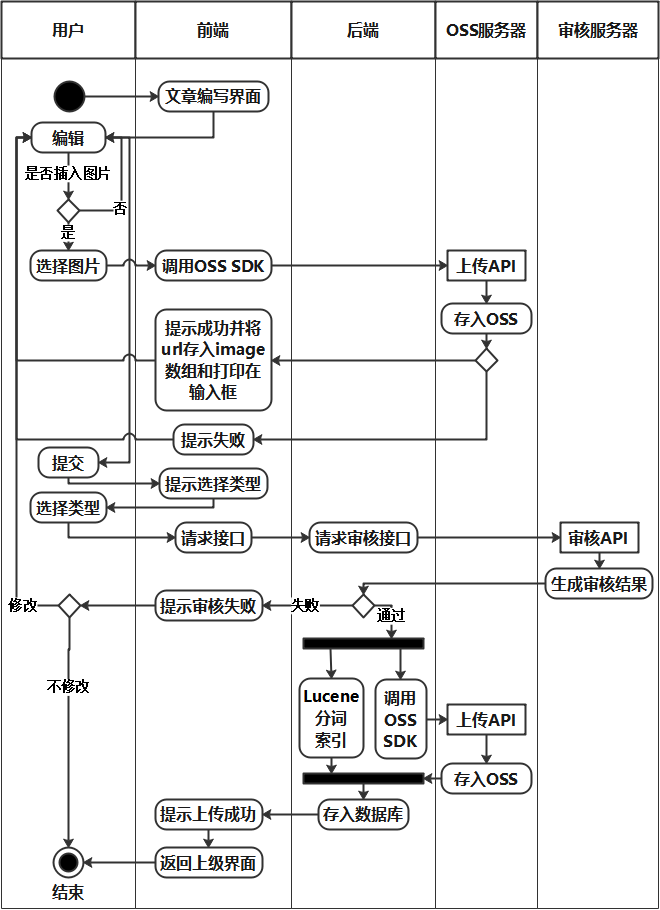 用户
前端
后端
OSS服务器
审核服务器
文章编写界面
编辑
是否插入图片
否
是
选择图片
调用OSS SDK
上传API
存入OSS
提示成功并将
url存入image
数组和打印在
输入框
提示失败
提交
提示选择类型
选择类型
请求接口
请求审核接口
审核API
生成审核结果
修改
提示审核失败
失败
通过
不修改
Lucene
分词
索引
调用
OSS
SDK
上传API
存入OSS
提示上传成功
存入数据库
返回上级界面
结束